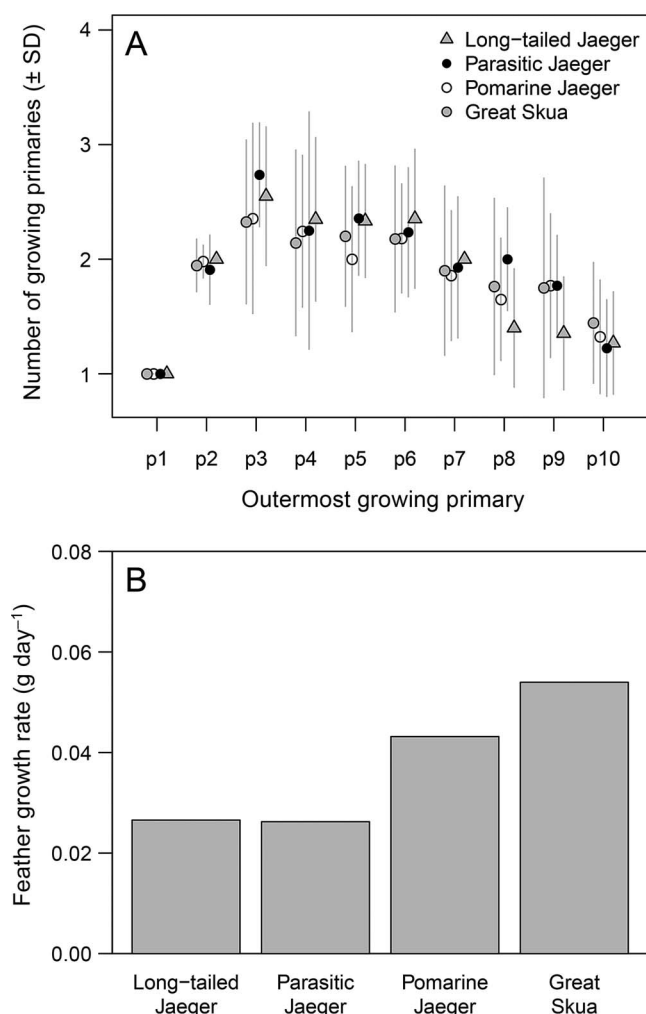 A
Long−tailed Jaeger
Parasitic Jaeger
Pomarine Jaeger
Great Skua
Number of growing primaries (± SD)
4
3
2
1
p1 p2 p3 p4 p5 p6 p7 p8 p9 p10
Outermost growing primary
B
Feather growth rate (g day⁻¹)
0.08
0.06
0.04
0.02
0.00
Long−tailed Parasitic Pomarine Great
Jaeger Jaeger Jaeger Skua